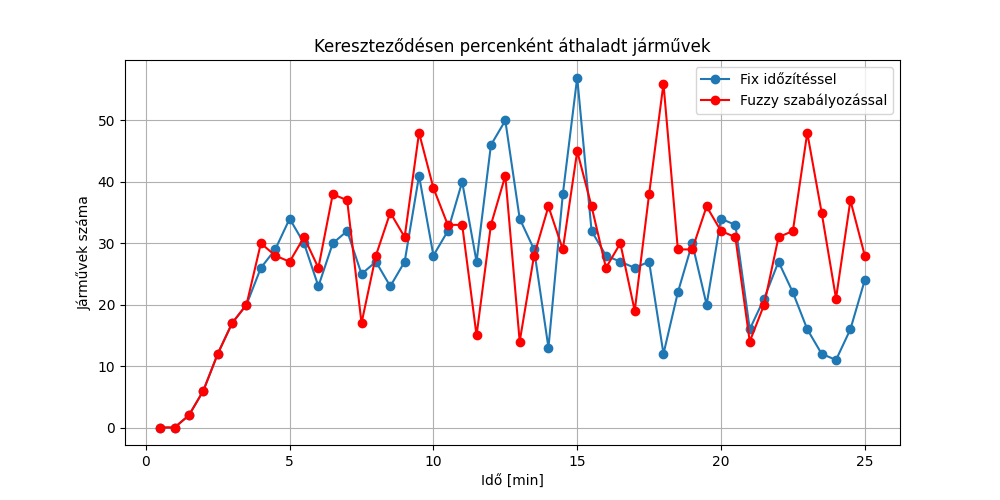 Kereszteződésen percenként áthaladt járművek
Fix időzítéssel
Fuzzy szabályozással
Járművek száma
50
40
30
20
10
0
0 5 10 15 20 25
Idő [min]